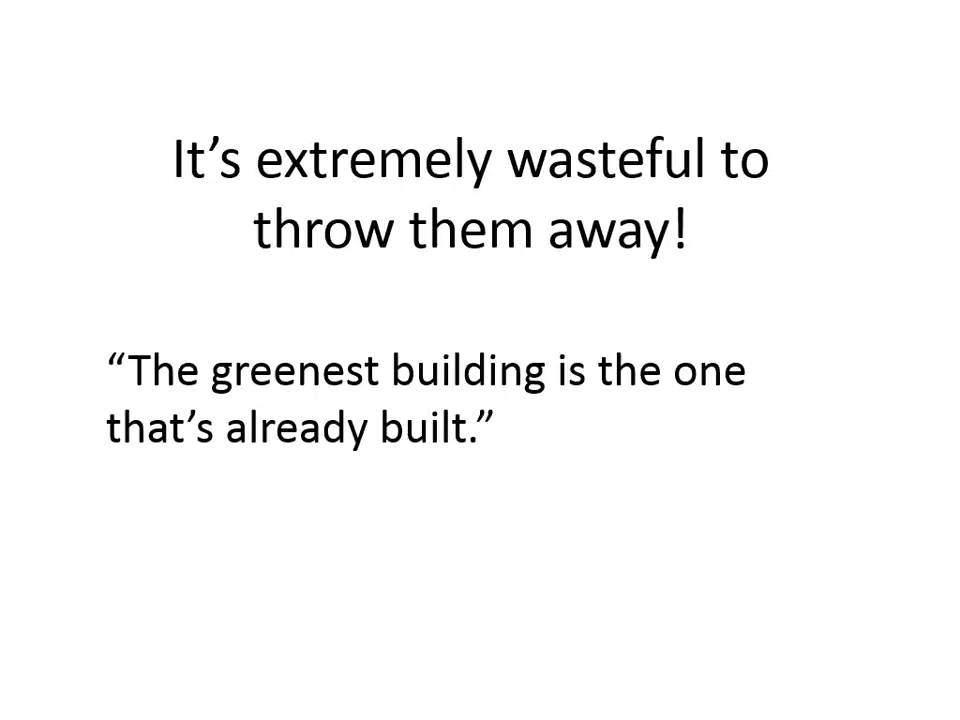 It’s extremely wasteful to
throw them away!
“The greenest building is the one
that’s already built.”